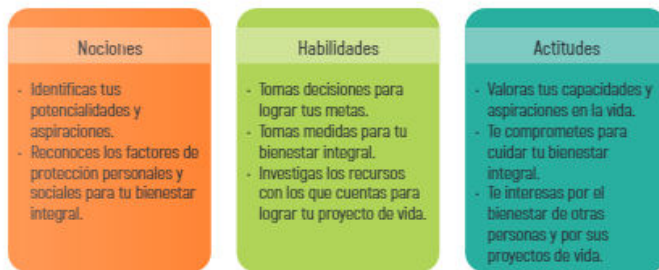 Nociones
- Identificas tus
potencialidades y
aspiraciones.
- Reconoces los factores de
protección personales y
sociales para tu bienestar
integral.
Habilidades
- Tomas decisiones para
lograr tus metas.
- Tomas medidas para tu
bienestar integral.
- Investigas los recursos
con los que cuentas para
lograr tu proyecto de vida.
Actitudes
- Valoras tus capacidades y
aspiraciones en la vida.
- Te comprometes para
cuidar tu bienestar
integral.
- Te interesas por el
bienestar de otras
personas y por sus
proyectos de vida.